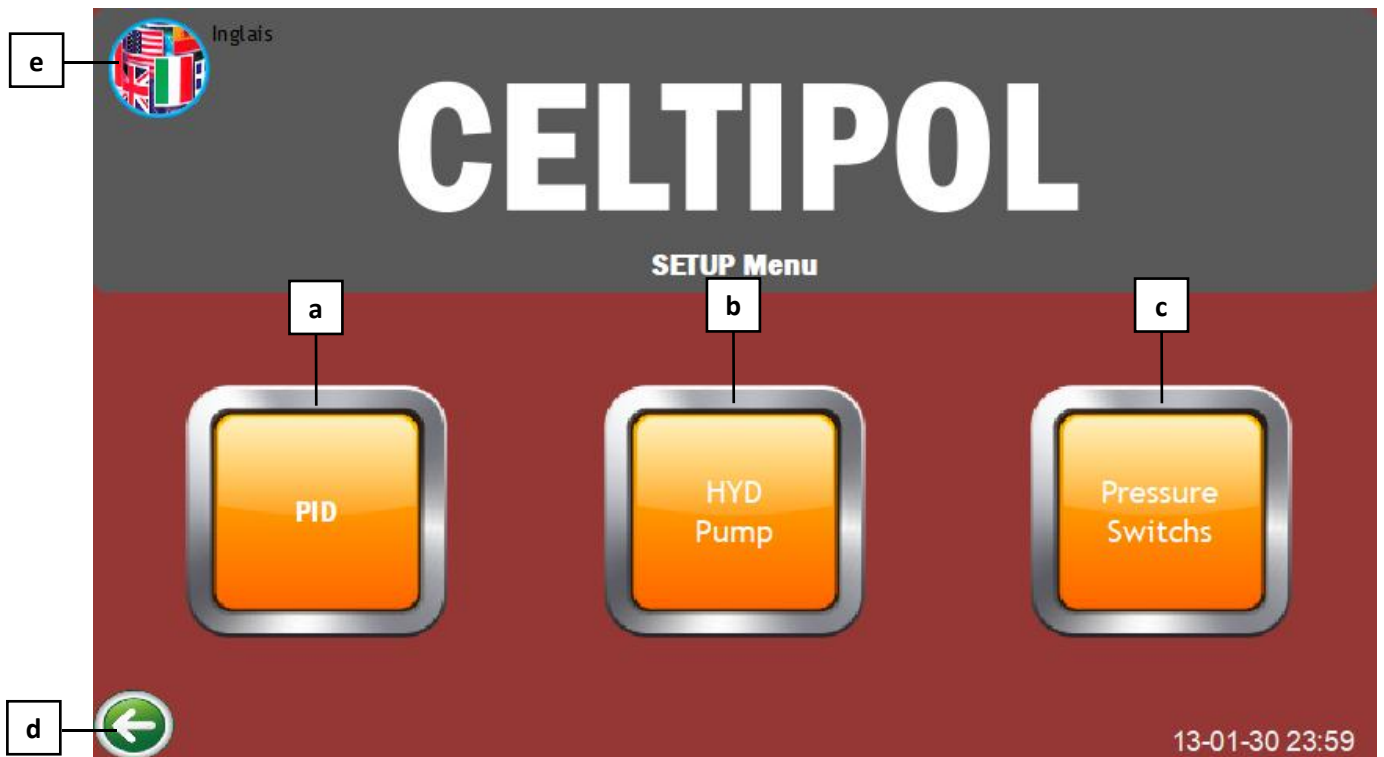 e
Inglais
CELTIPOL
SETUP Menu
a
b
c
PID
HYD
Pump
Pressure
Switchs
d
13-01-30 23:59